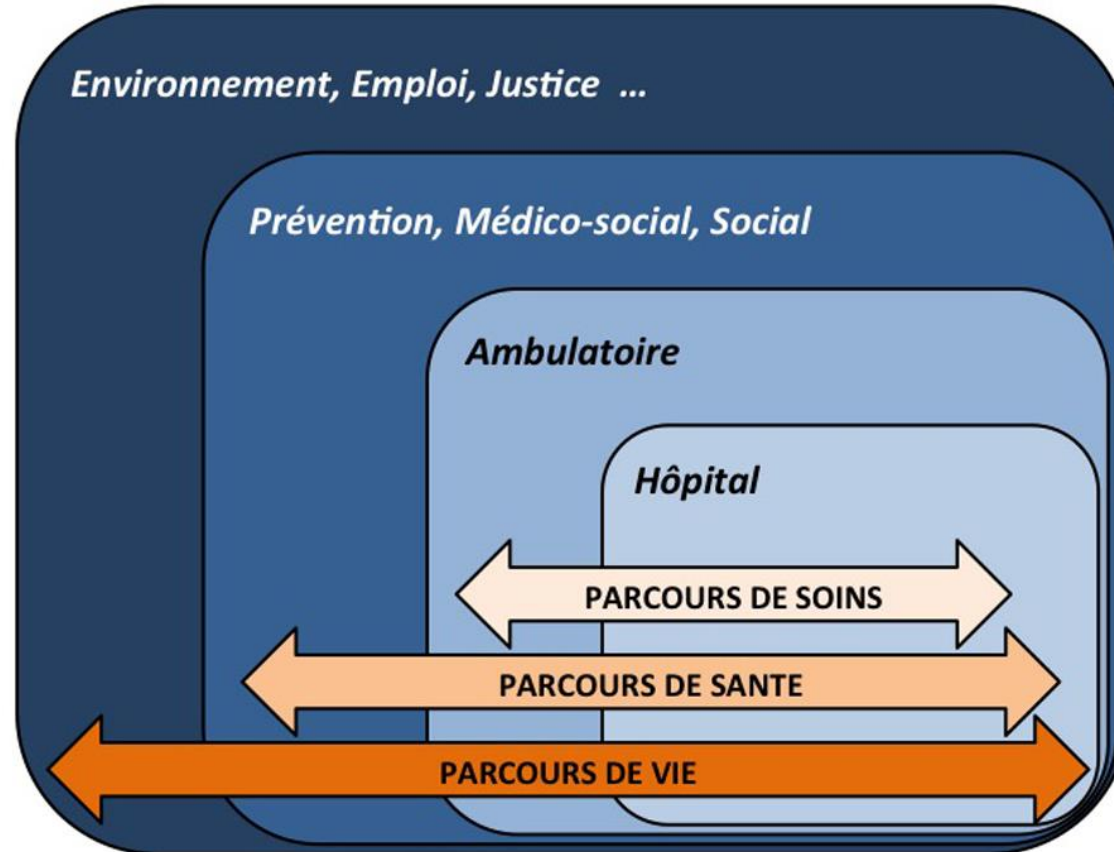 Environnement, Emploi, Justice ...
Prévention, Médico-social, Social
Ambulatoire
Hôpital
PARCOURS DE SOINS
PARCOURS DE SANTE
PARCOURS DE VIE